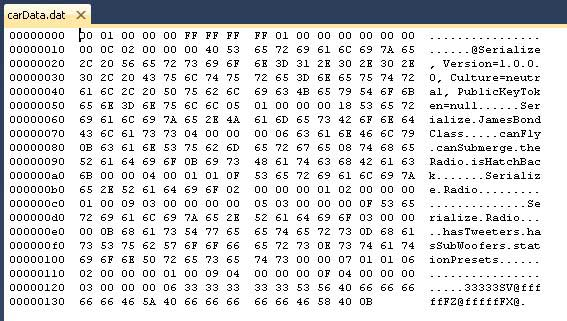 carData.dat
00000000 00 01 00 00 00 FF FF FF FF 01 00 00 00 00 00 00 ................
00000010 00 0C 02 00 00 00 40 53 65 72 69 61 6C 69 7A 65 ......@Serialize
00000020 2C 20 56 65 72 73 69 6F 6E 3D 31 2E 30 2E 30 2E , Version=1.0.0.
00000030 30 2C 20 43 75 6C 74 75 72 65 3D 6E 65 75 74 72 0, Culture=neutr
00000040 61 6C 2C 20 50 75 62 6C 69 63 4B 65 79 54 6F 6B al, PublicKeyTok
00000050 65 6E 3D 6E 75 6C 6C 05 01 00 00 00 18 53 65 72 en=null......Ser
00000060 69 61 6C 69 7A 65 2E 4A 61 6D 65 73 42 6F 6E 64 ialize.JamesBond
00000070 43 6C 61 73 73 04 00 00 00 06 63 61 6E 46 6C 79 Class.....canFly
00000080 0B 63 61 6E 53 75 62 6D 65 72 67 65 08 74 68 65 .canSubmerge.the
00000090 52 61 64 69 6F 0B 69 73 48 61 74 63 68 42 61 63 Radio.isHatchBac
000000a0 6B 00 00 04 00 01 01 0F 53 65 72 69 61 6C 69 7A k.......Serializ
000000b0 65 2E 52 61 64 69 6F 02 00 00 00 01 02 00 00 00 e.Radio.........
000000c0 01 00 09 03 00 00 00 00 05 03 00 00 00 0F 53 65 ..............Se
000000d0 72 69 61 6C 69 7A 65 2E 52 61 64 69 6F 03 00 00 rialize.Radio...
000000e0 00 0B 68 61 73 54 77 65 65 74 65 72 73 0D 68 61 ..hasTweeters.ha
000000f0 73 53 75 62 57 6F 6F 66 65 72 73 0E 73 74 61 74 sSubWoofers.stat
00000100 69 6F 6E 50 72 65 73 65 74 73 00 00 07 01 01 06 ionPresets......
00000110 02 00 00 00 01 00 09 04 00 00 00 0F 04 00 00 00 ................
00000120 03 00 00 00 06 33 33 33 33 33 53 56 40 66 66 66 .....33333SV@fff
00000130 66 66 46 5A 40 66 66 66 66 66 46 58 40 0B ffFZ@fffffFX@.